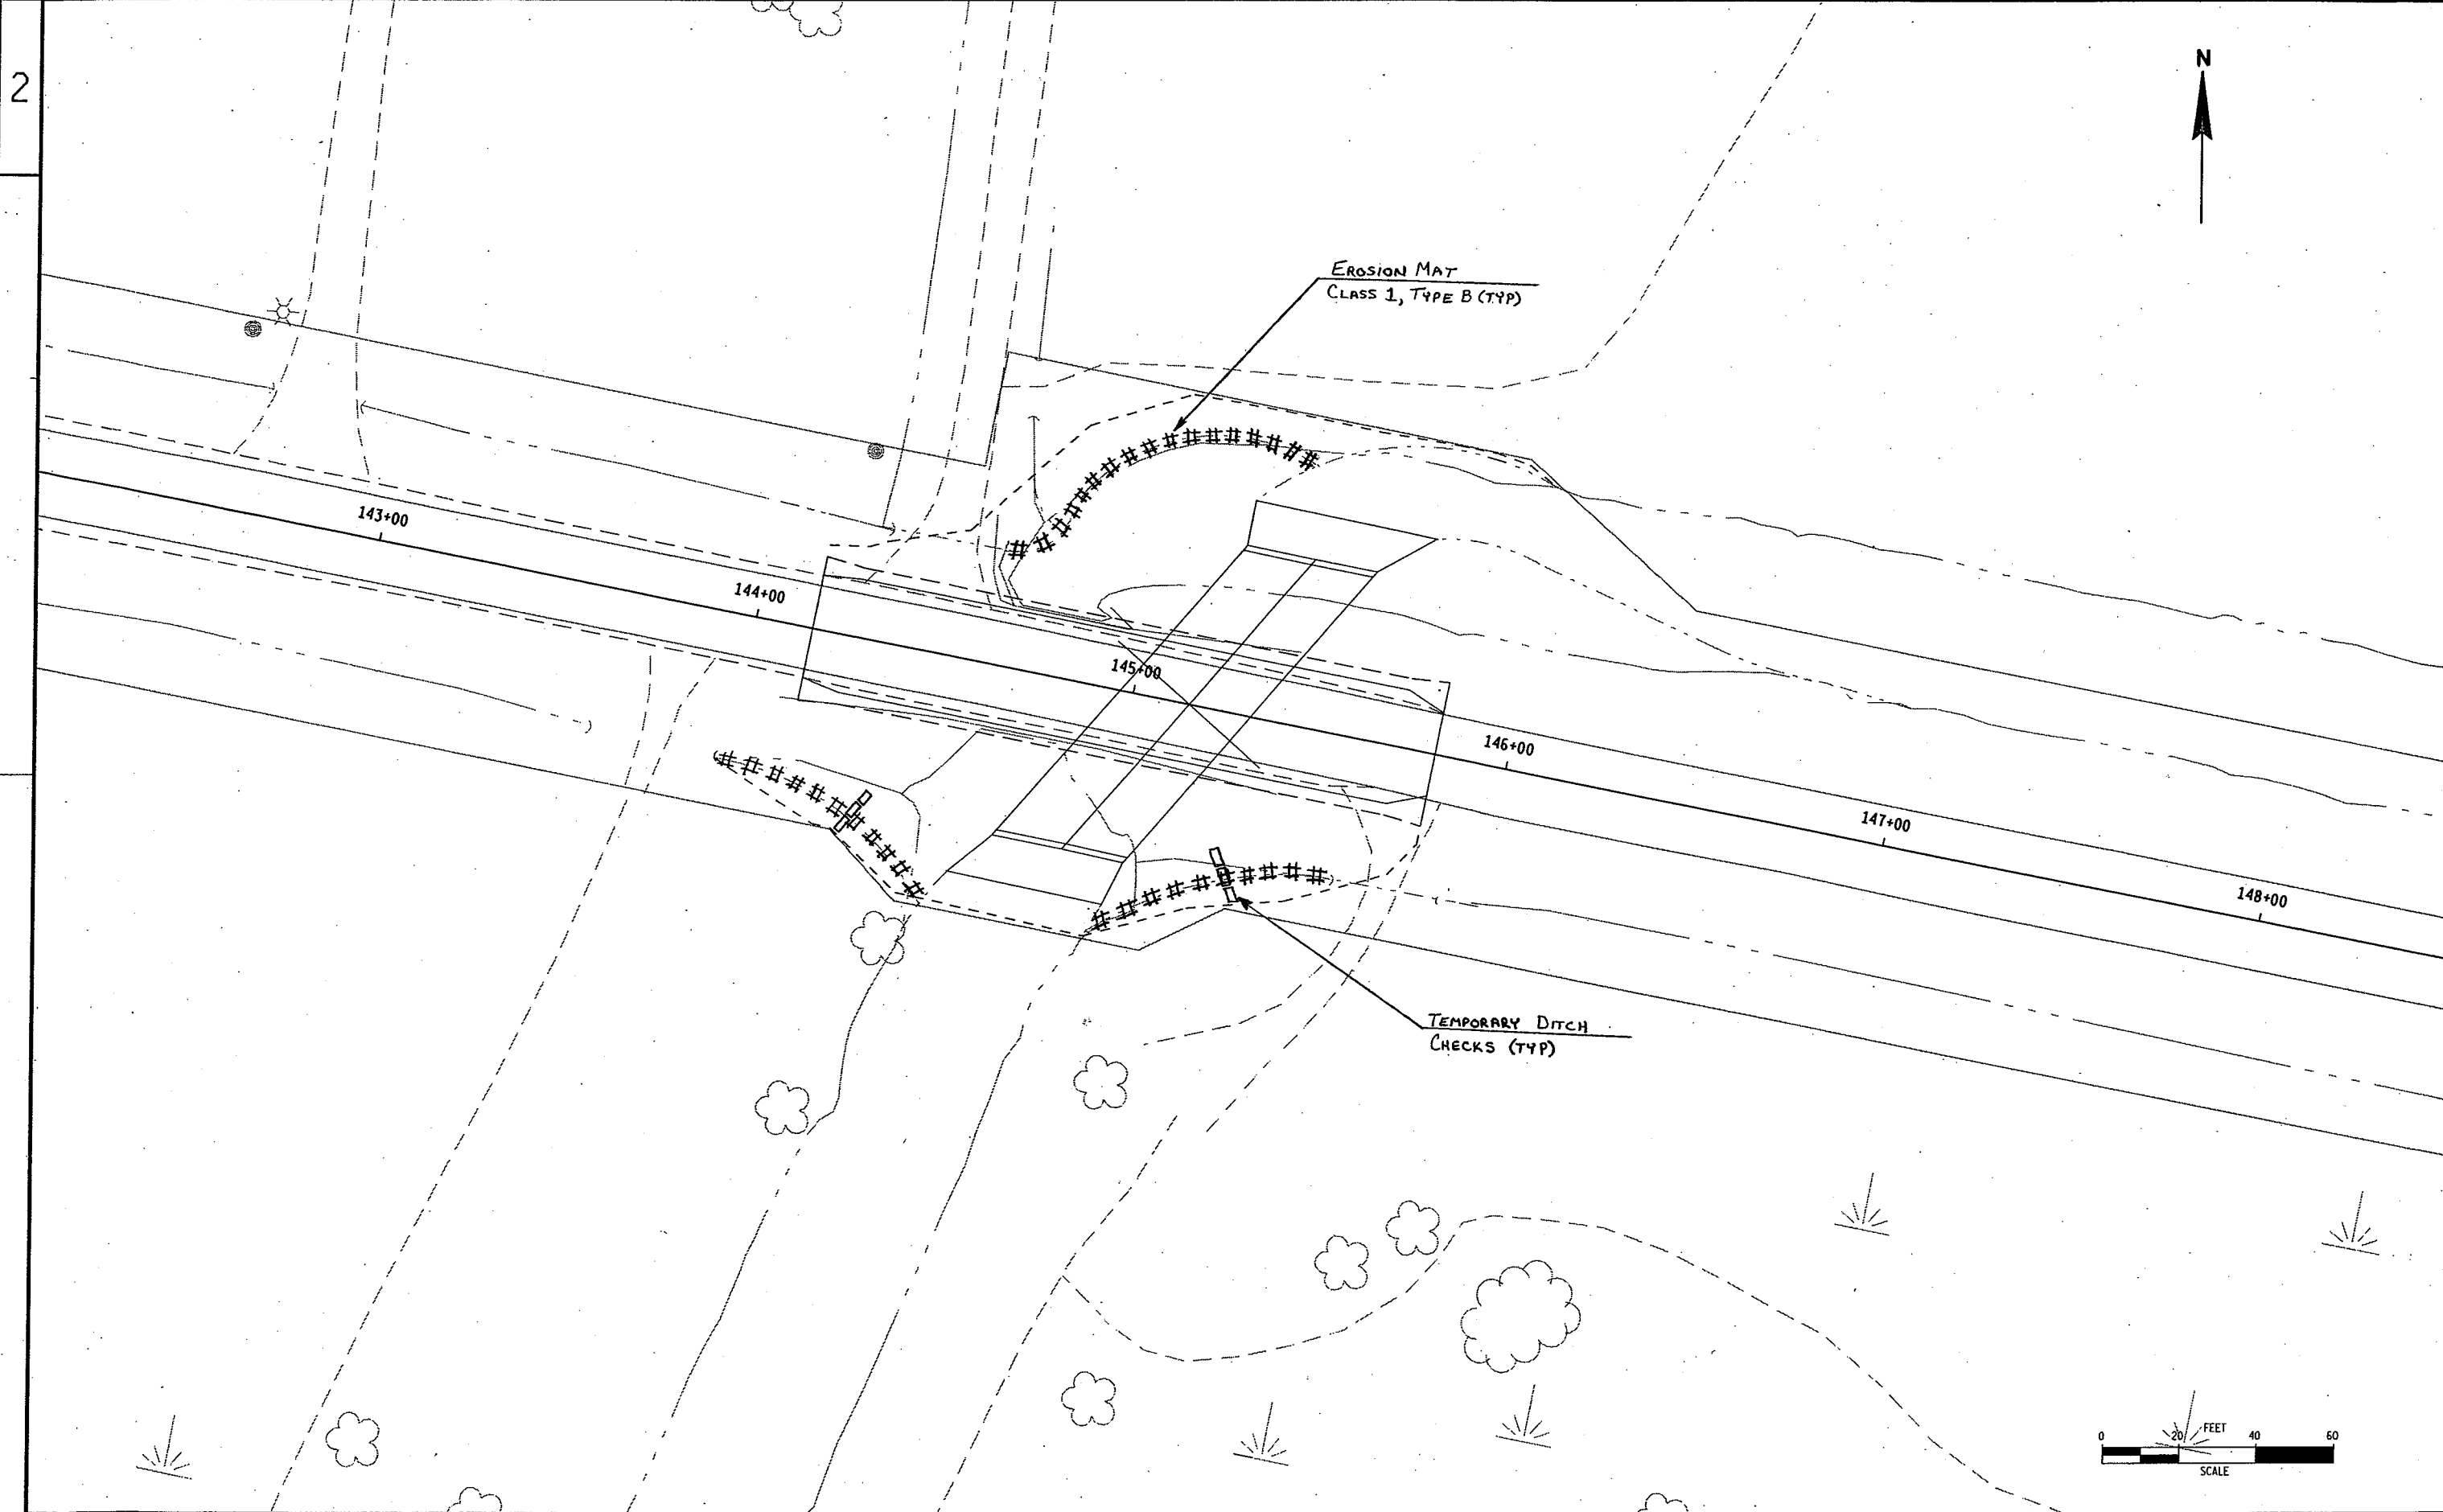 2
N
EROSION MAT
CLASS 1, TYPE B (TYP)
143+00
144+00
145+00
146+00
147+00
148+00
TEMPORARY DITCH
CHECKS (TYP)
0 20 FEET 40 60
SCALE